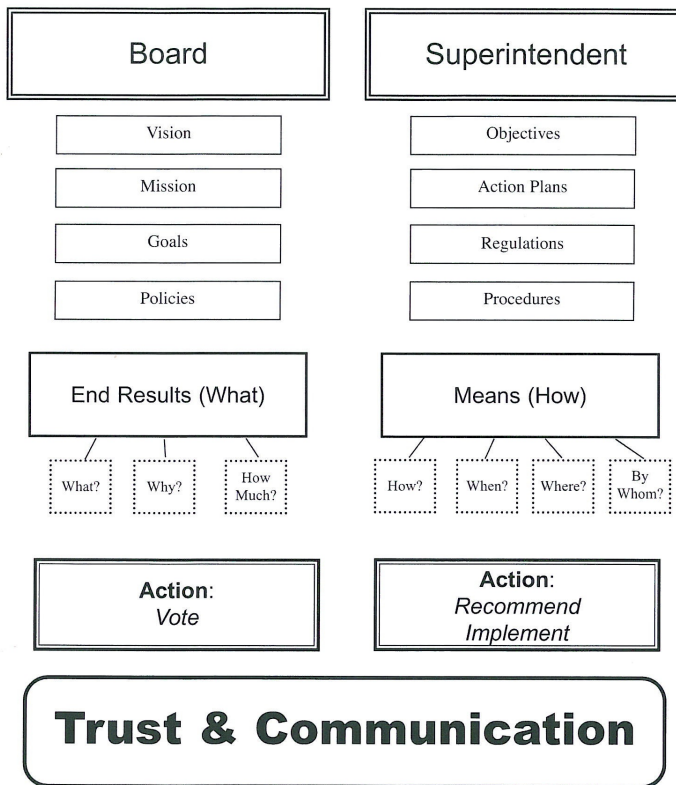 Board
Superintendent
Vision
Mission
Goals
Policies
Objectives
Action Plans
Regulations
Procedures
End Results (What)
Means (How)
What?
Why?
How
Much?
How?
When?
Where?
By
Whom?
Action:
Vote
Action:
Recommend
Implement
Trust & Communication